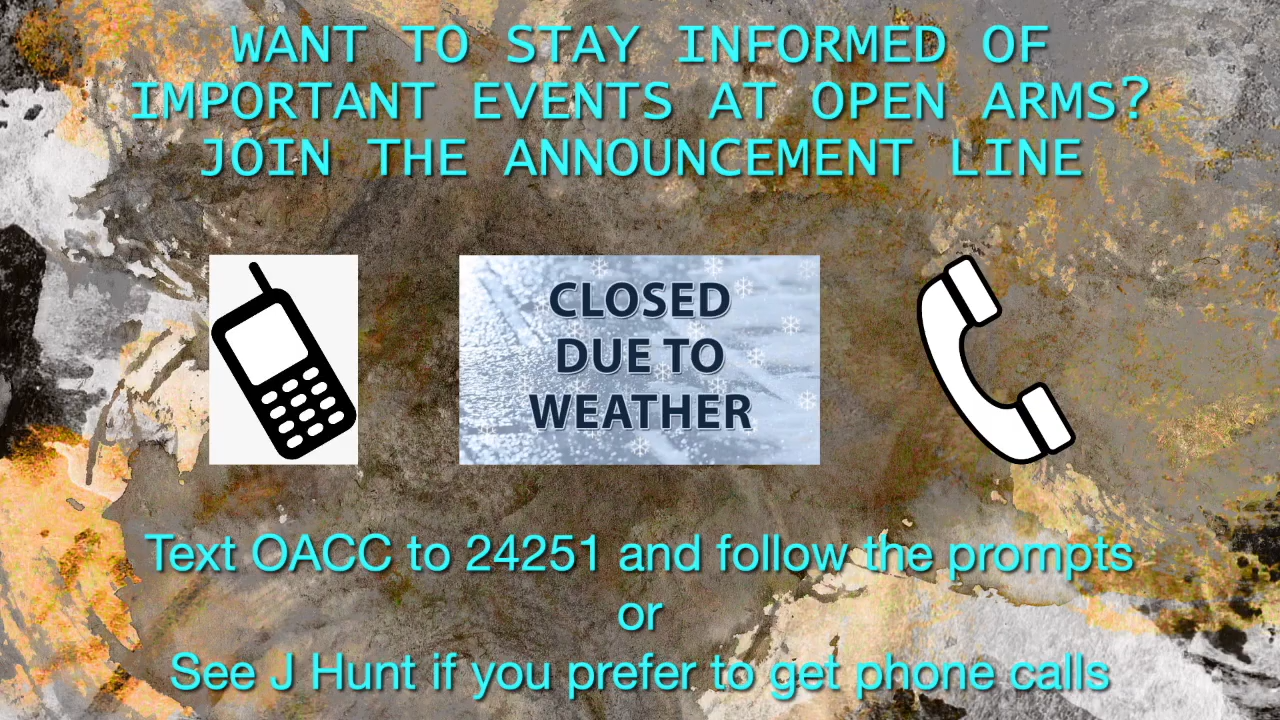 WANT TO STAY INFORMED OF
IMPORTANT EVENTS AT OPEN ARMS?
JOIN THE ANNOUNCEMENT LINE
CLOSED
DUE TO
WEATHER
Text OACC to 24251 and follow the prompts
or
See J Hunt if you prefer to get phone calls